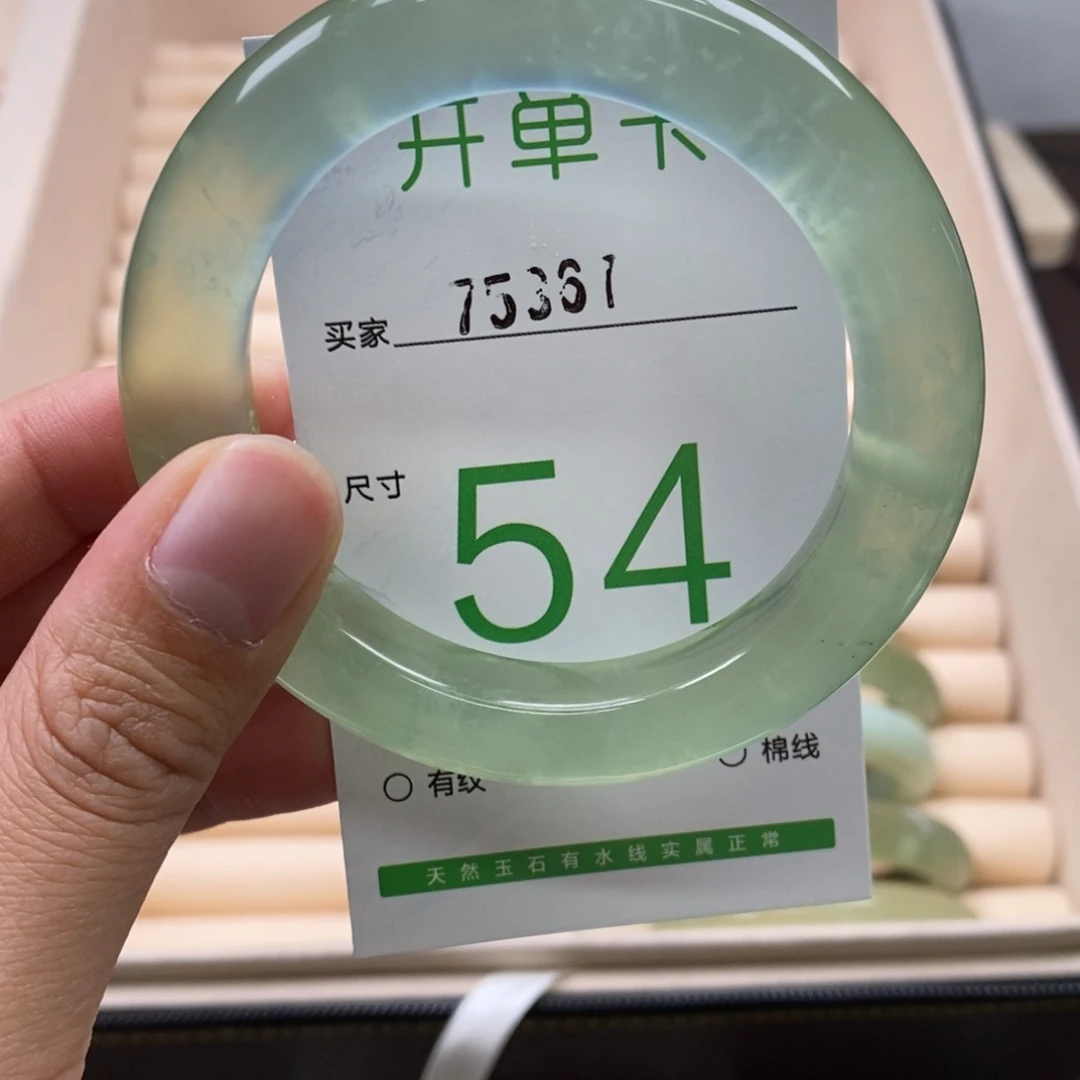 开单卡
买家 75361
尺寸 54
有纹 棉线
天然玉石有水线实属正常